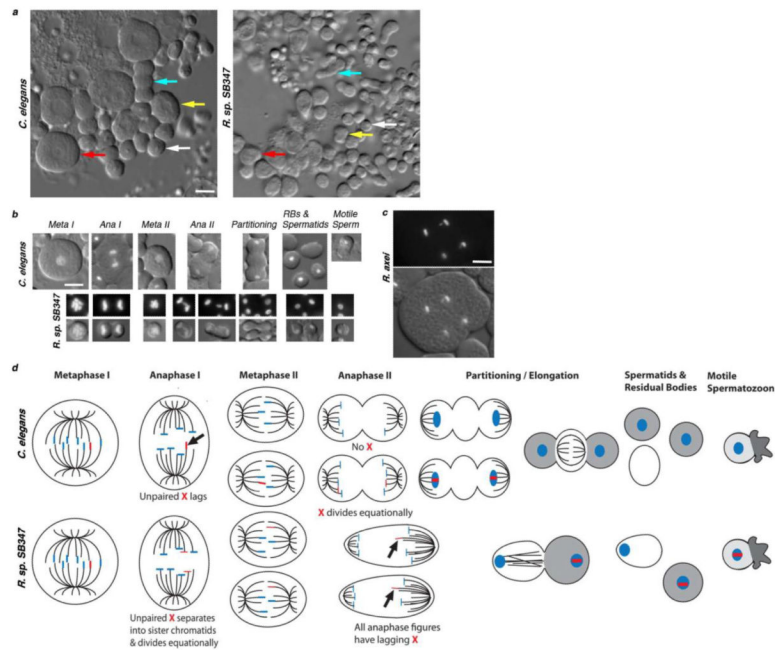 a
C. elegans
R. sp. SB347
b
Meta I
Ana I
Meta II
Ana II
Partitioning
RBs &
Spermatids
Motile
Sperm
C. elegans
R. sp. SB347
c
R. axei
d
Metaphase I
Anaphase I
Metaphase II
Anaphase II
Partitioning / Elongation
Spermatids &
Residual Bodies
Motile
Spermatozoon
C. elegans
Unpaired X lags
No X
X divides equationally
R. sp. SB347
Unpaired X separates
into sister chromatids
& divides equationally
All anaphase figures
have lagging X